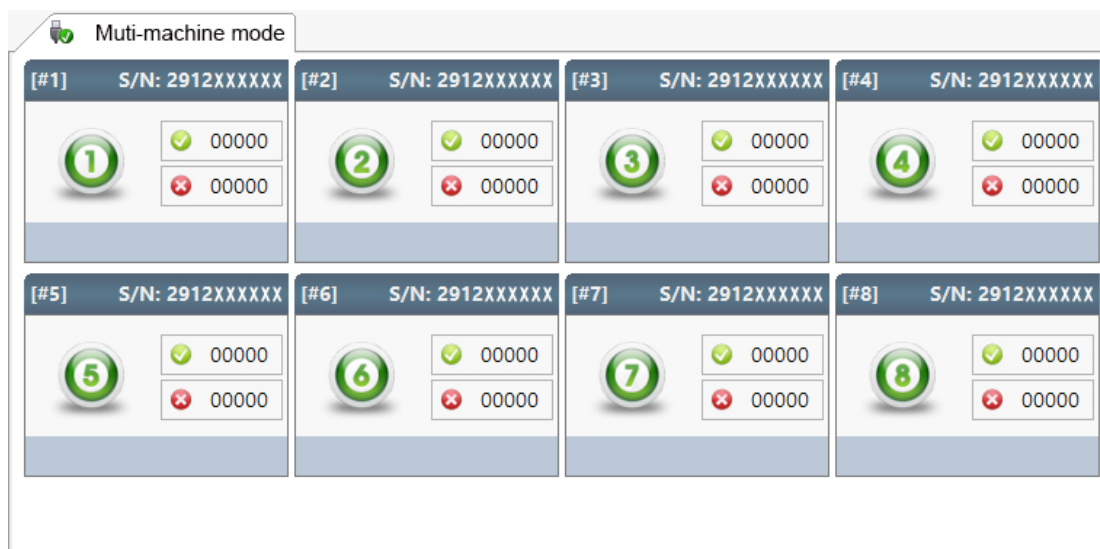 Muti-machine mode
[#1] S/N: 2912XXXXXX [#2] S/N: 2912XXXXXX [#3] S/N: 2912XXXXXX [#4] S/N: 2912XXXXXX
1 00000 2 00000 3 00000 4 00000
00000 00000 00000 00000
[#5] S/N: 2912XXXXXX [#6] S/N: 2912XXXXXX [#7] S/N: 2912XXXXXX [#8] S/N: 2912XXXXXX
5 00000 6 00000 7 00000 8 00000
00000 00000 00000 00000